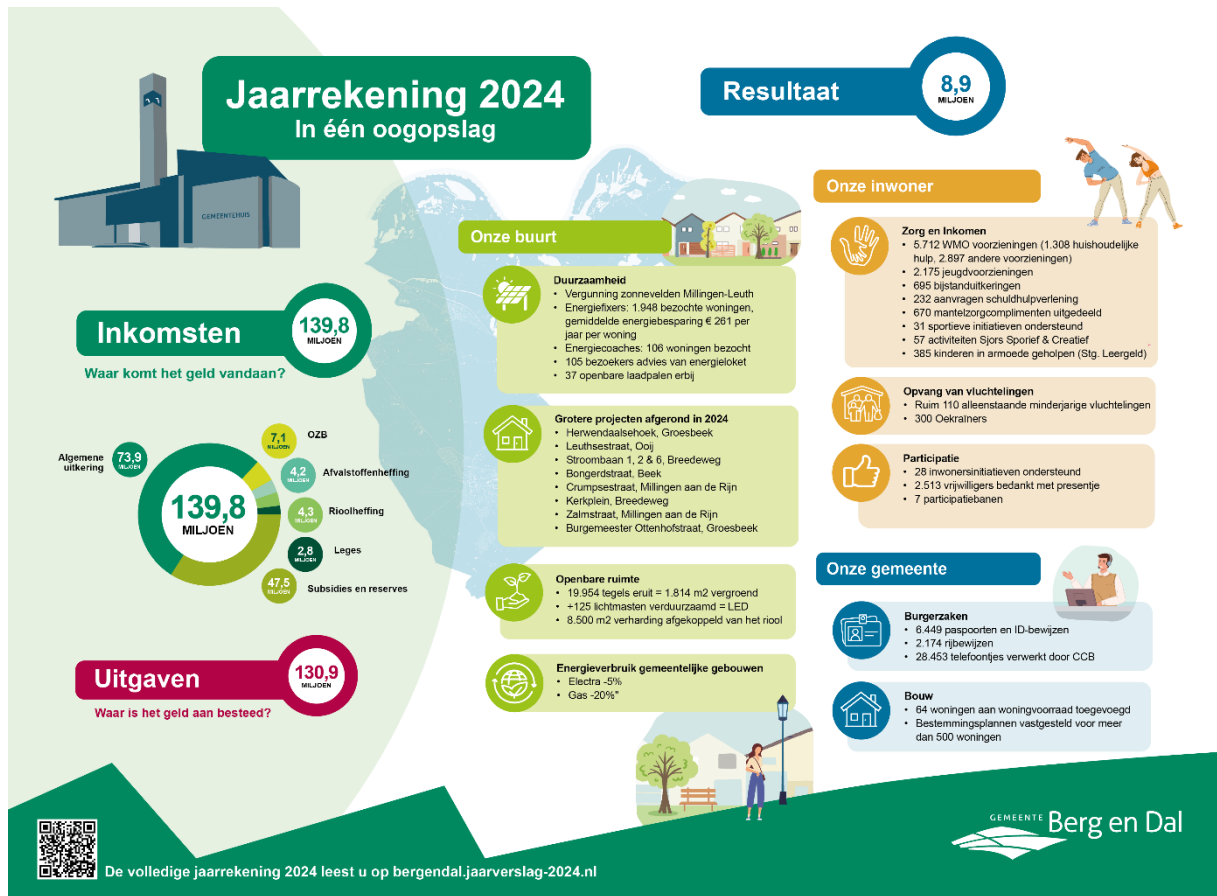 Jaarrekening 2024
In één oogopslag
GEMEENTEHUIS
Resultaat
8,9
MILJOEN
Inkomsten
139,8
MILJOEN
Waar komt het geld vandaan?
Algemene
uitkering
73,9
MILJOEN
7,1
MILJOEN
OZB
4,2
MILJOEN
Afvalstoffenheffing
4,3
MILJOEN
Rioolheffing
2,8
MILJOEN
Leges
47,5
MILJOEN
Subsidies en reserves
139,8
MILJOEN
Uitgaven
130,9
MILJOEN
Waar is het geld aan besteed?
Onze buurt
Duurzaamheid
• Vergunning zonnevelden Millingen-Leuth
• Energiefixers: 1.948 bezochte woningen,
gemiddelde energiebesparing € 261 per
jaar per woning
• Energiecoaches: 106 woningen bezocht
• 105 bezoekers advies van energieloket
• 37 openbare laadpalen erbij
Grotere projecten afgerond in 2024
• Herwendaalsehoek, Groesbeek
• Leuthsestraat, Ooij
• Stroombaan 1, 2 & 6, Breedeweg
• Bongerdstraat, Beek
• Crumpsestraat, Millingen aan de Rijn
• Kerkplein, Breedeweg
• Zalmstraat, Millingen aan de Rijn
• Burgemeester Ottenhofstraat, Groesbeek
Openbare ruimte
• 19.954 tegels eruit = 1.814 m2 vergroend
• +125 lichtmasten verduurzaamd = LED
• 8.500 m2 verharding afgekoppeld van het riool
Energieverbruik gemeentelijke gebouwen
• Electra -5%
• Gas -20%*
Onze inwoner
Zorg en Inkomen
• 5.712 WMO voorzieningen (1.308 huishoudelijke
hulp, 2.897 andere voorzieningen)
• 2.175 jeugdvoorzieningen
• 695 bijstanduitkeringen
• 232 aanvragen schuldhulpverlening
• 670 mantelzorgcomplimenten uitgedeeld
• 31 sportieve initiatieven ondersteund
• 57 activiteiten Sjors Sporief & Creatief
• 385 kinderen in armoede geholpen (Stg. Leergeld)
Opvang van vluchtelingen
• Ruim 110 alleenstaande minderjarige vluchtelingen
• 300 Oekraïners
Participatie
• 28 inwonersinitiatieven ondersteund
• 2.513 vrijwilligers bedankt met presentje
• 7 participatiebanen
Onze gemeente
Burgerzaken
• 6.449 paspoorten en ID-bewijzen
• 2.174 rijbewijzen
• 28.453 telefoontjes verwerkt door CCB
Bouw
• 64 woningen aan woningvoorraad toegevoegd
• Bestemmingsplannen vastgesteld voor meer
dan 500 woningen
De volledige jaarrekening 2024 leest u op bergendal.jaarverslag-2024.nl
GEMEENTE Berg en Dal